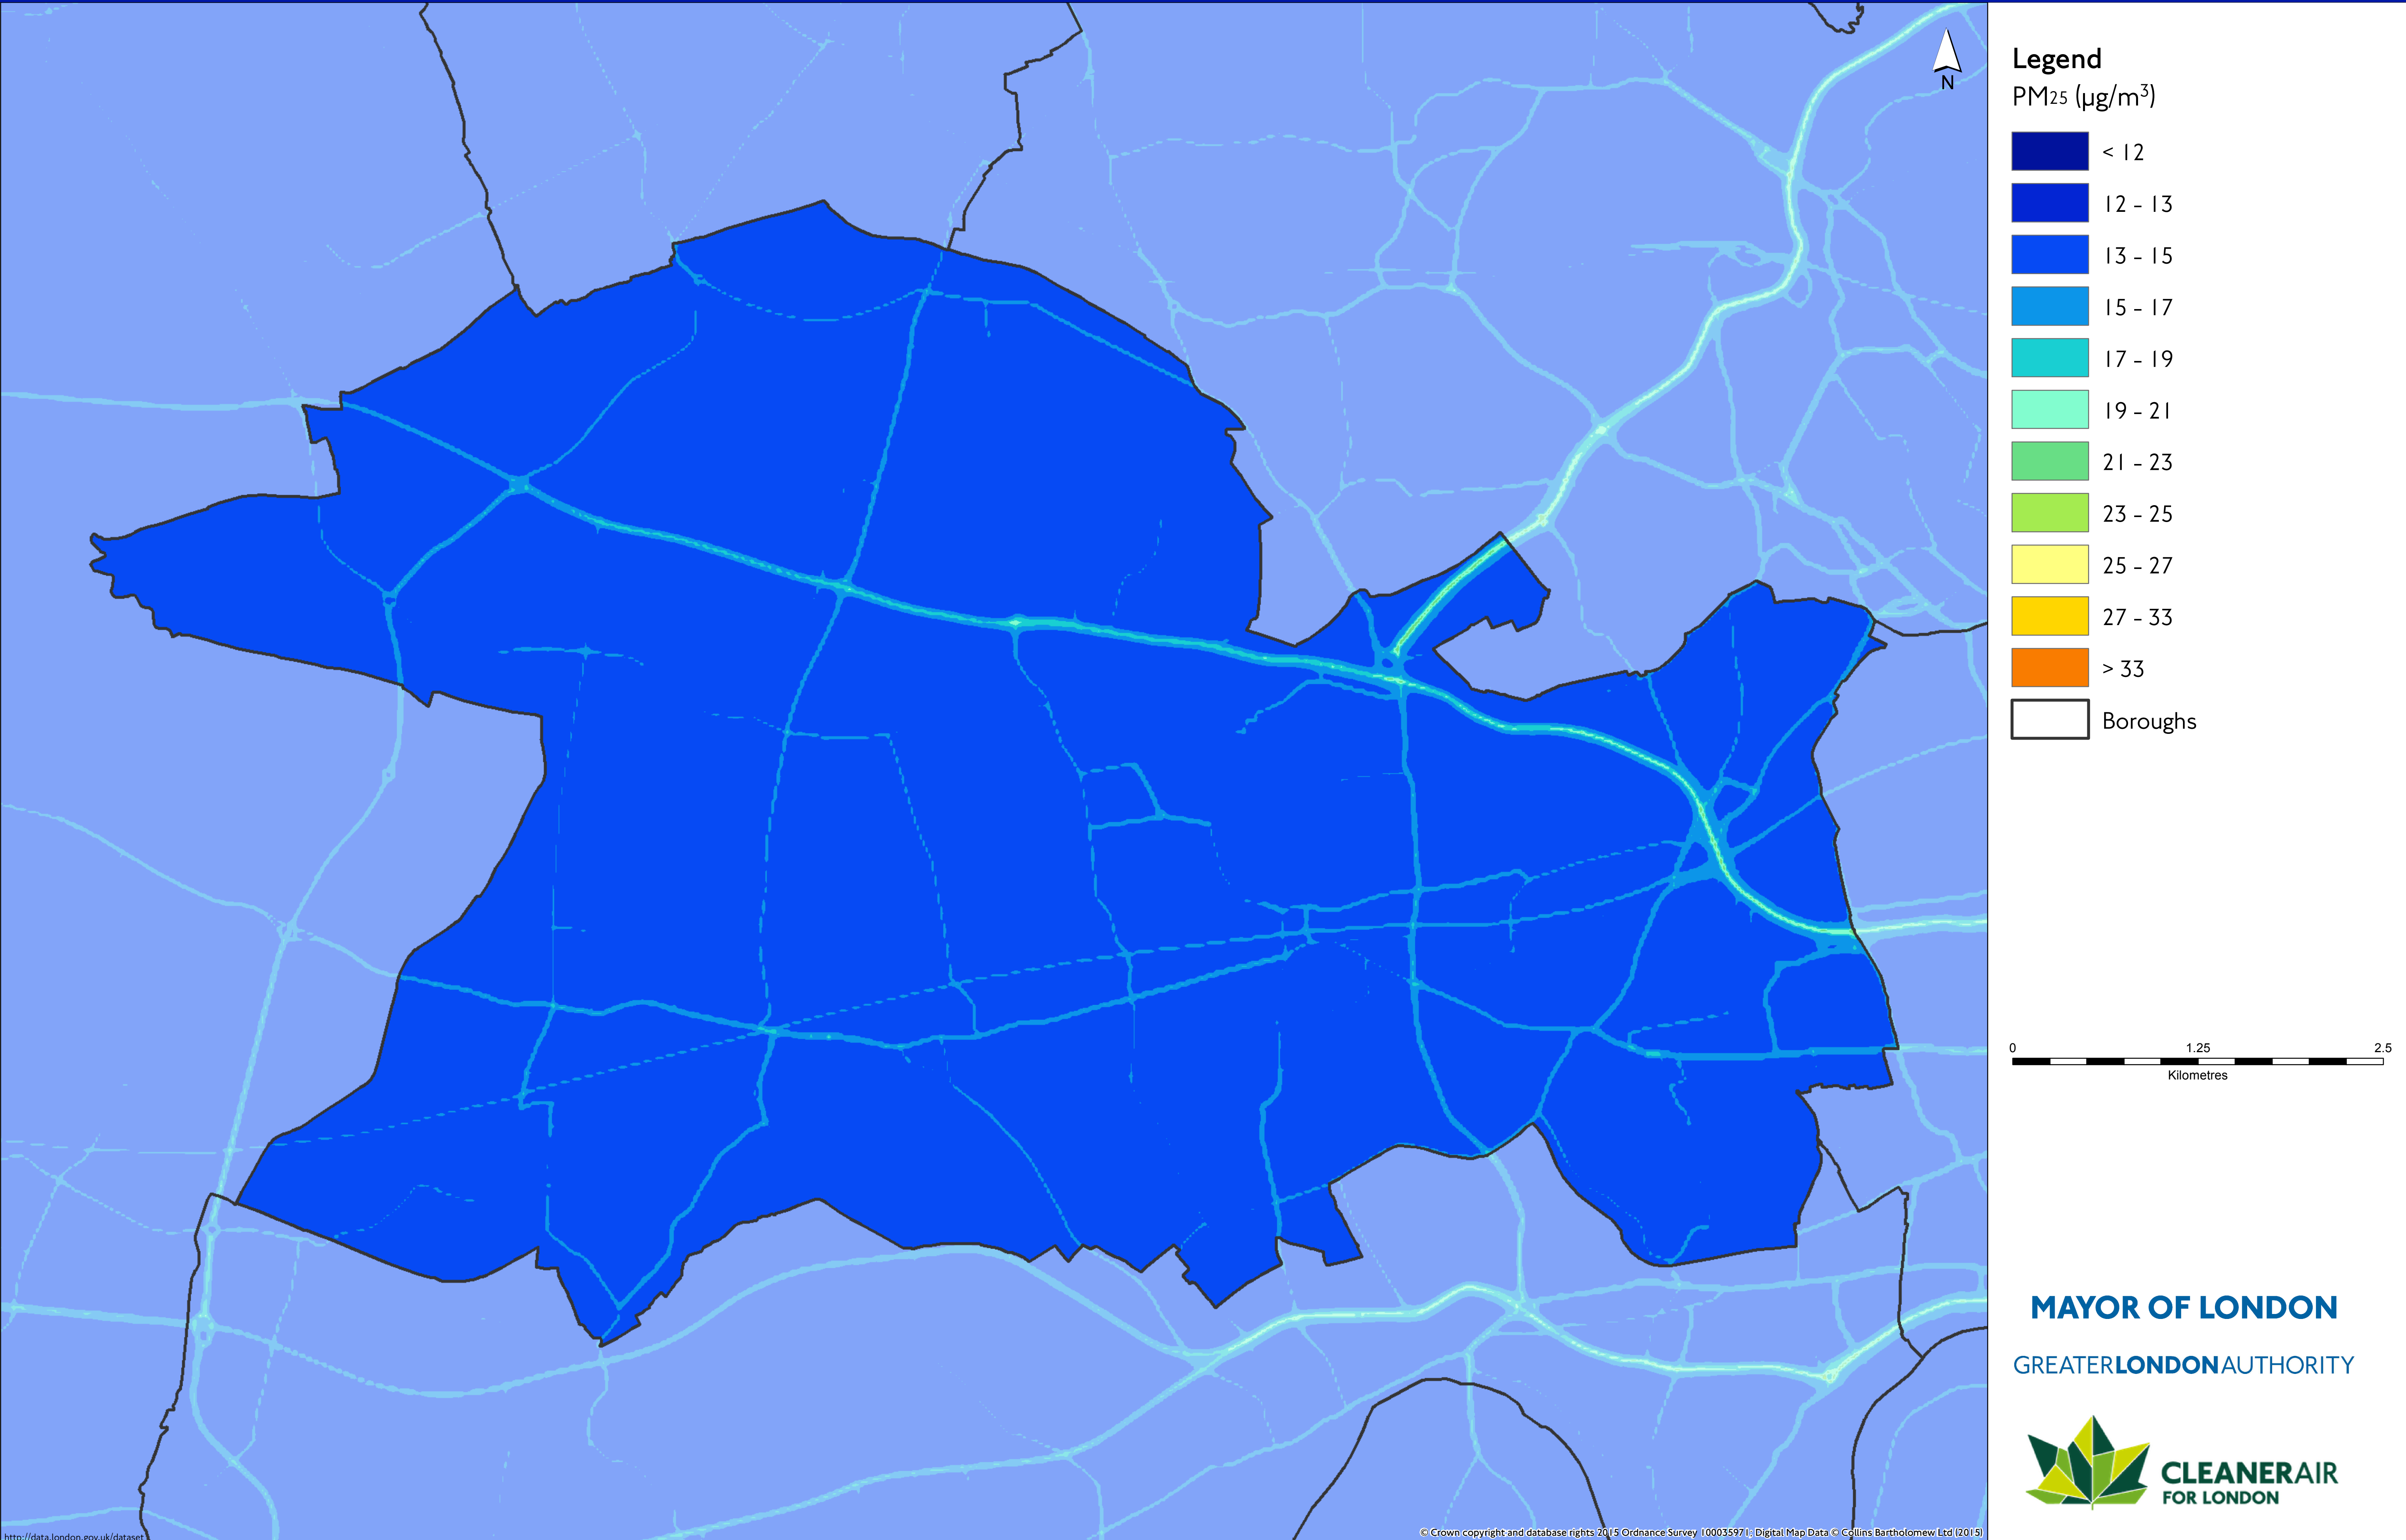 N
Legend
PM25 (µg/m³)
< 12
12 - 13
13 - 15
15 - 17
17 - 19
19 - 21
21 - 23
23 - 25
25 - 27
27 - 33
> 33
Boroughs
0 1.25 2.5
Kilometres
MAYOR OF LONDON
GREATERLONDONAUTHORITY
CLEANERAIR
FOR LONDON
http://data.london.gov.uk/dataset
© Crown copyright and database rights 2015 Ordnance Survey 100035971; Digital Map Data © Collins Bartholomew Ltd (2015)